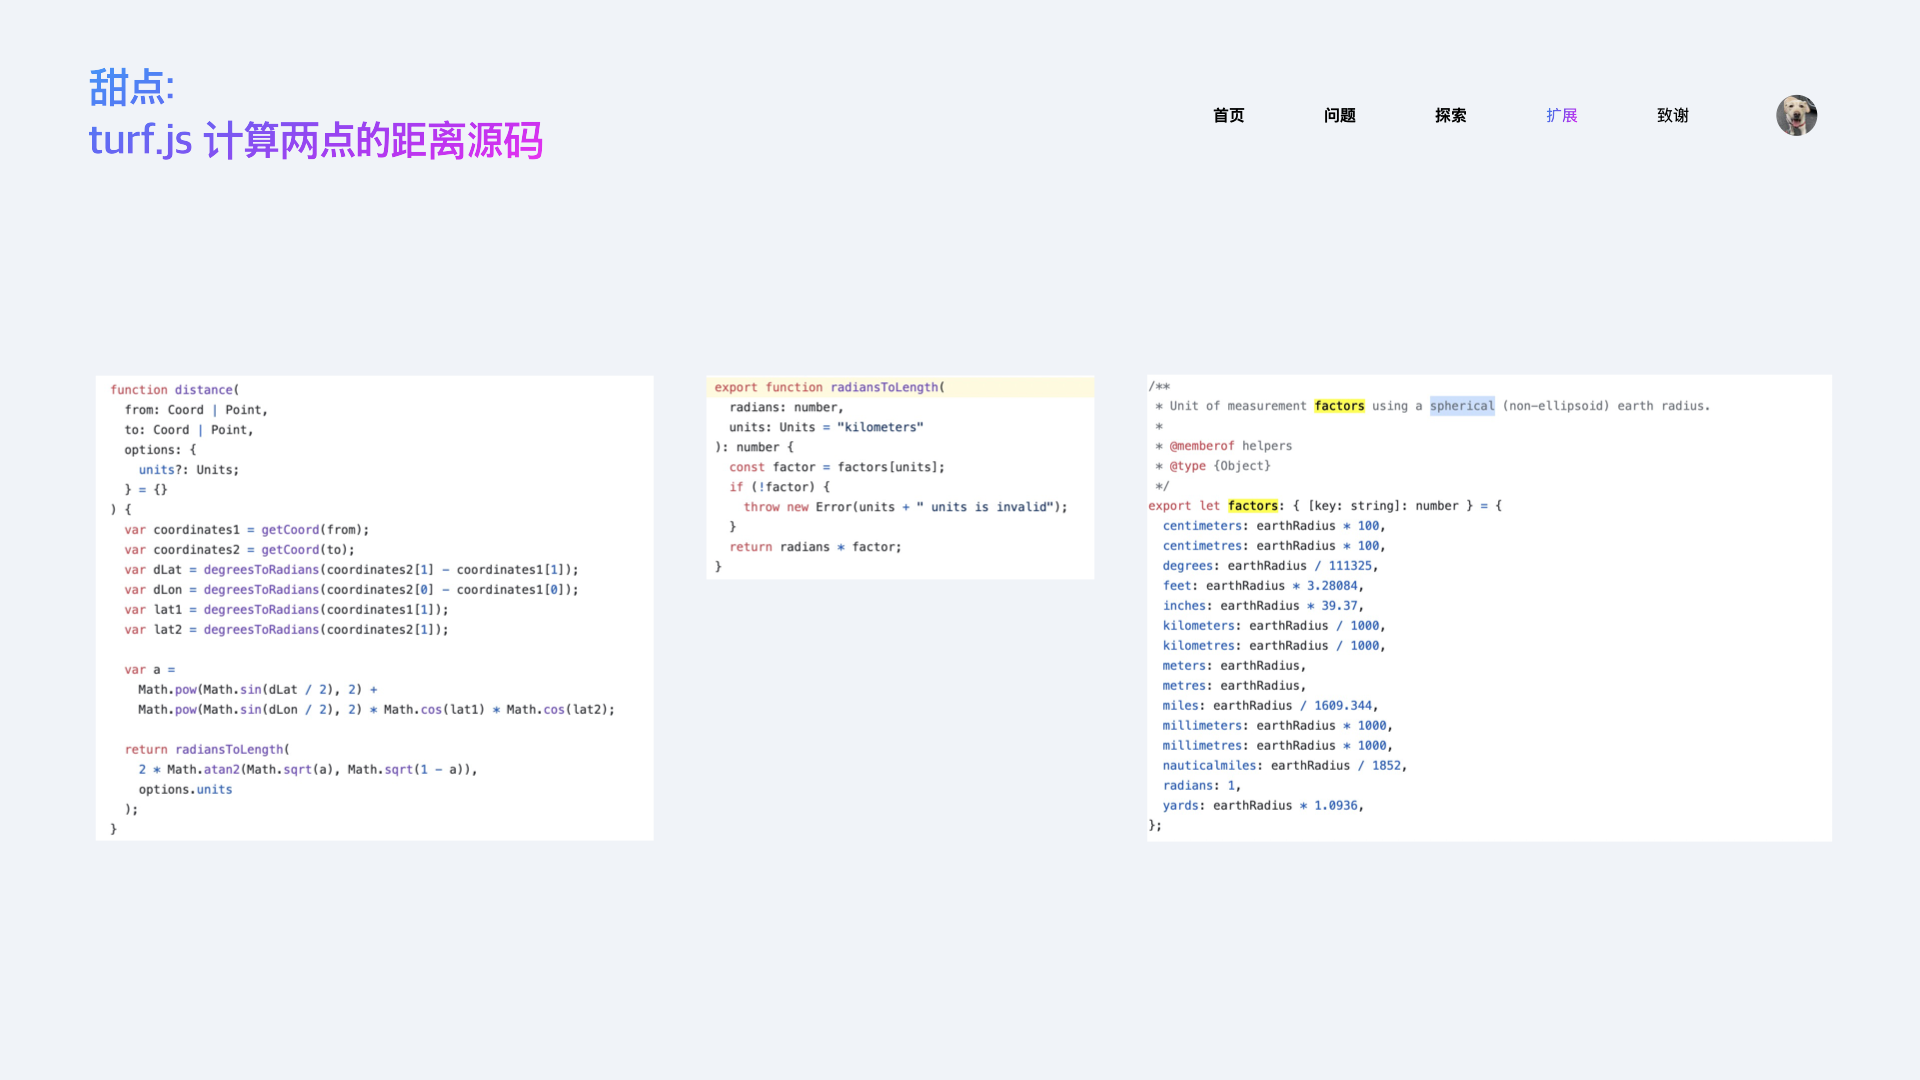 甜点:
turf.js 计算两点的距离源码
首页
问题
探索
扩展
致谢
function distance(
  from: Coord | Point,
  to: Coord | Point,
  options: {
    units?: Units;
  } = {}
) {
  var coordinates1 = getCoord(from);
  var coordinates2 = getCoord(to);
  var dLat = degreesToRadians(coordinates2[1] - coordinates1[1]);
  var dLon = degreesToRadians(coordinates2[0] - coordinates1[0]);
  var lat1 = degreesToRadians(coordinates1[1]);
  var lat2 = degreesToRadians(coordinates2[1]);
  var a =
    Math.pow(Math.sin(dLat / 2), 2) +
    Math.pow(Math.sin(dLon / 2), 2) * Math.cos(lat1) * Math.cos(lat2);
  return radiansToLength(
    2 * Math.atan2(Math.sqrt(a), Math.sqrt(1 - a)),
    options.units
  );
}
export function radiansToLength(
  radians: number,
  units: Units = "kilometers"
): number {
  const factor = factors[units];
  if (!factor) {
    throw new Error(units + " units is invalid");
  }
  return radians * factor;
}
/**
 * Unit of measurement factors using a spherical (non-ellipsoid) earth radius.
 *
 * @memberof helpers
 * @type {Object}
 */
export let factors: { [key: string]: number } = {
  centimeters: earthRadius * 100,
  centimetres: earthRadius * 100,
  degrees: earthRadius / 111325,
  feet: earthRadius * 3.28084,
  inches: earthRadius * 39.37,
  kilometers: earthRadius / 1000,
  kilometres: earthRadius / 1000,
  meters: earthRadius,
  metres: earthRadius,
  miles: earthRadius / 1609.344,
  millimeters: earthRadius * 1000,
  millimetres: earthRadius * 1000,
  nauticalmiles: earthRadius / 1852,
  radians: 1,
  yards: earthRadius * 1.0936,
};